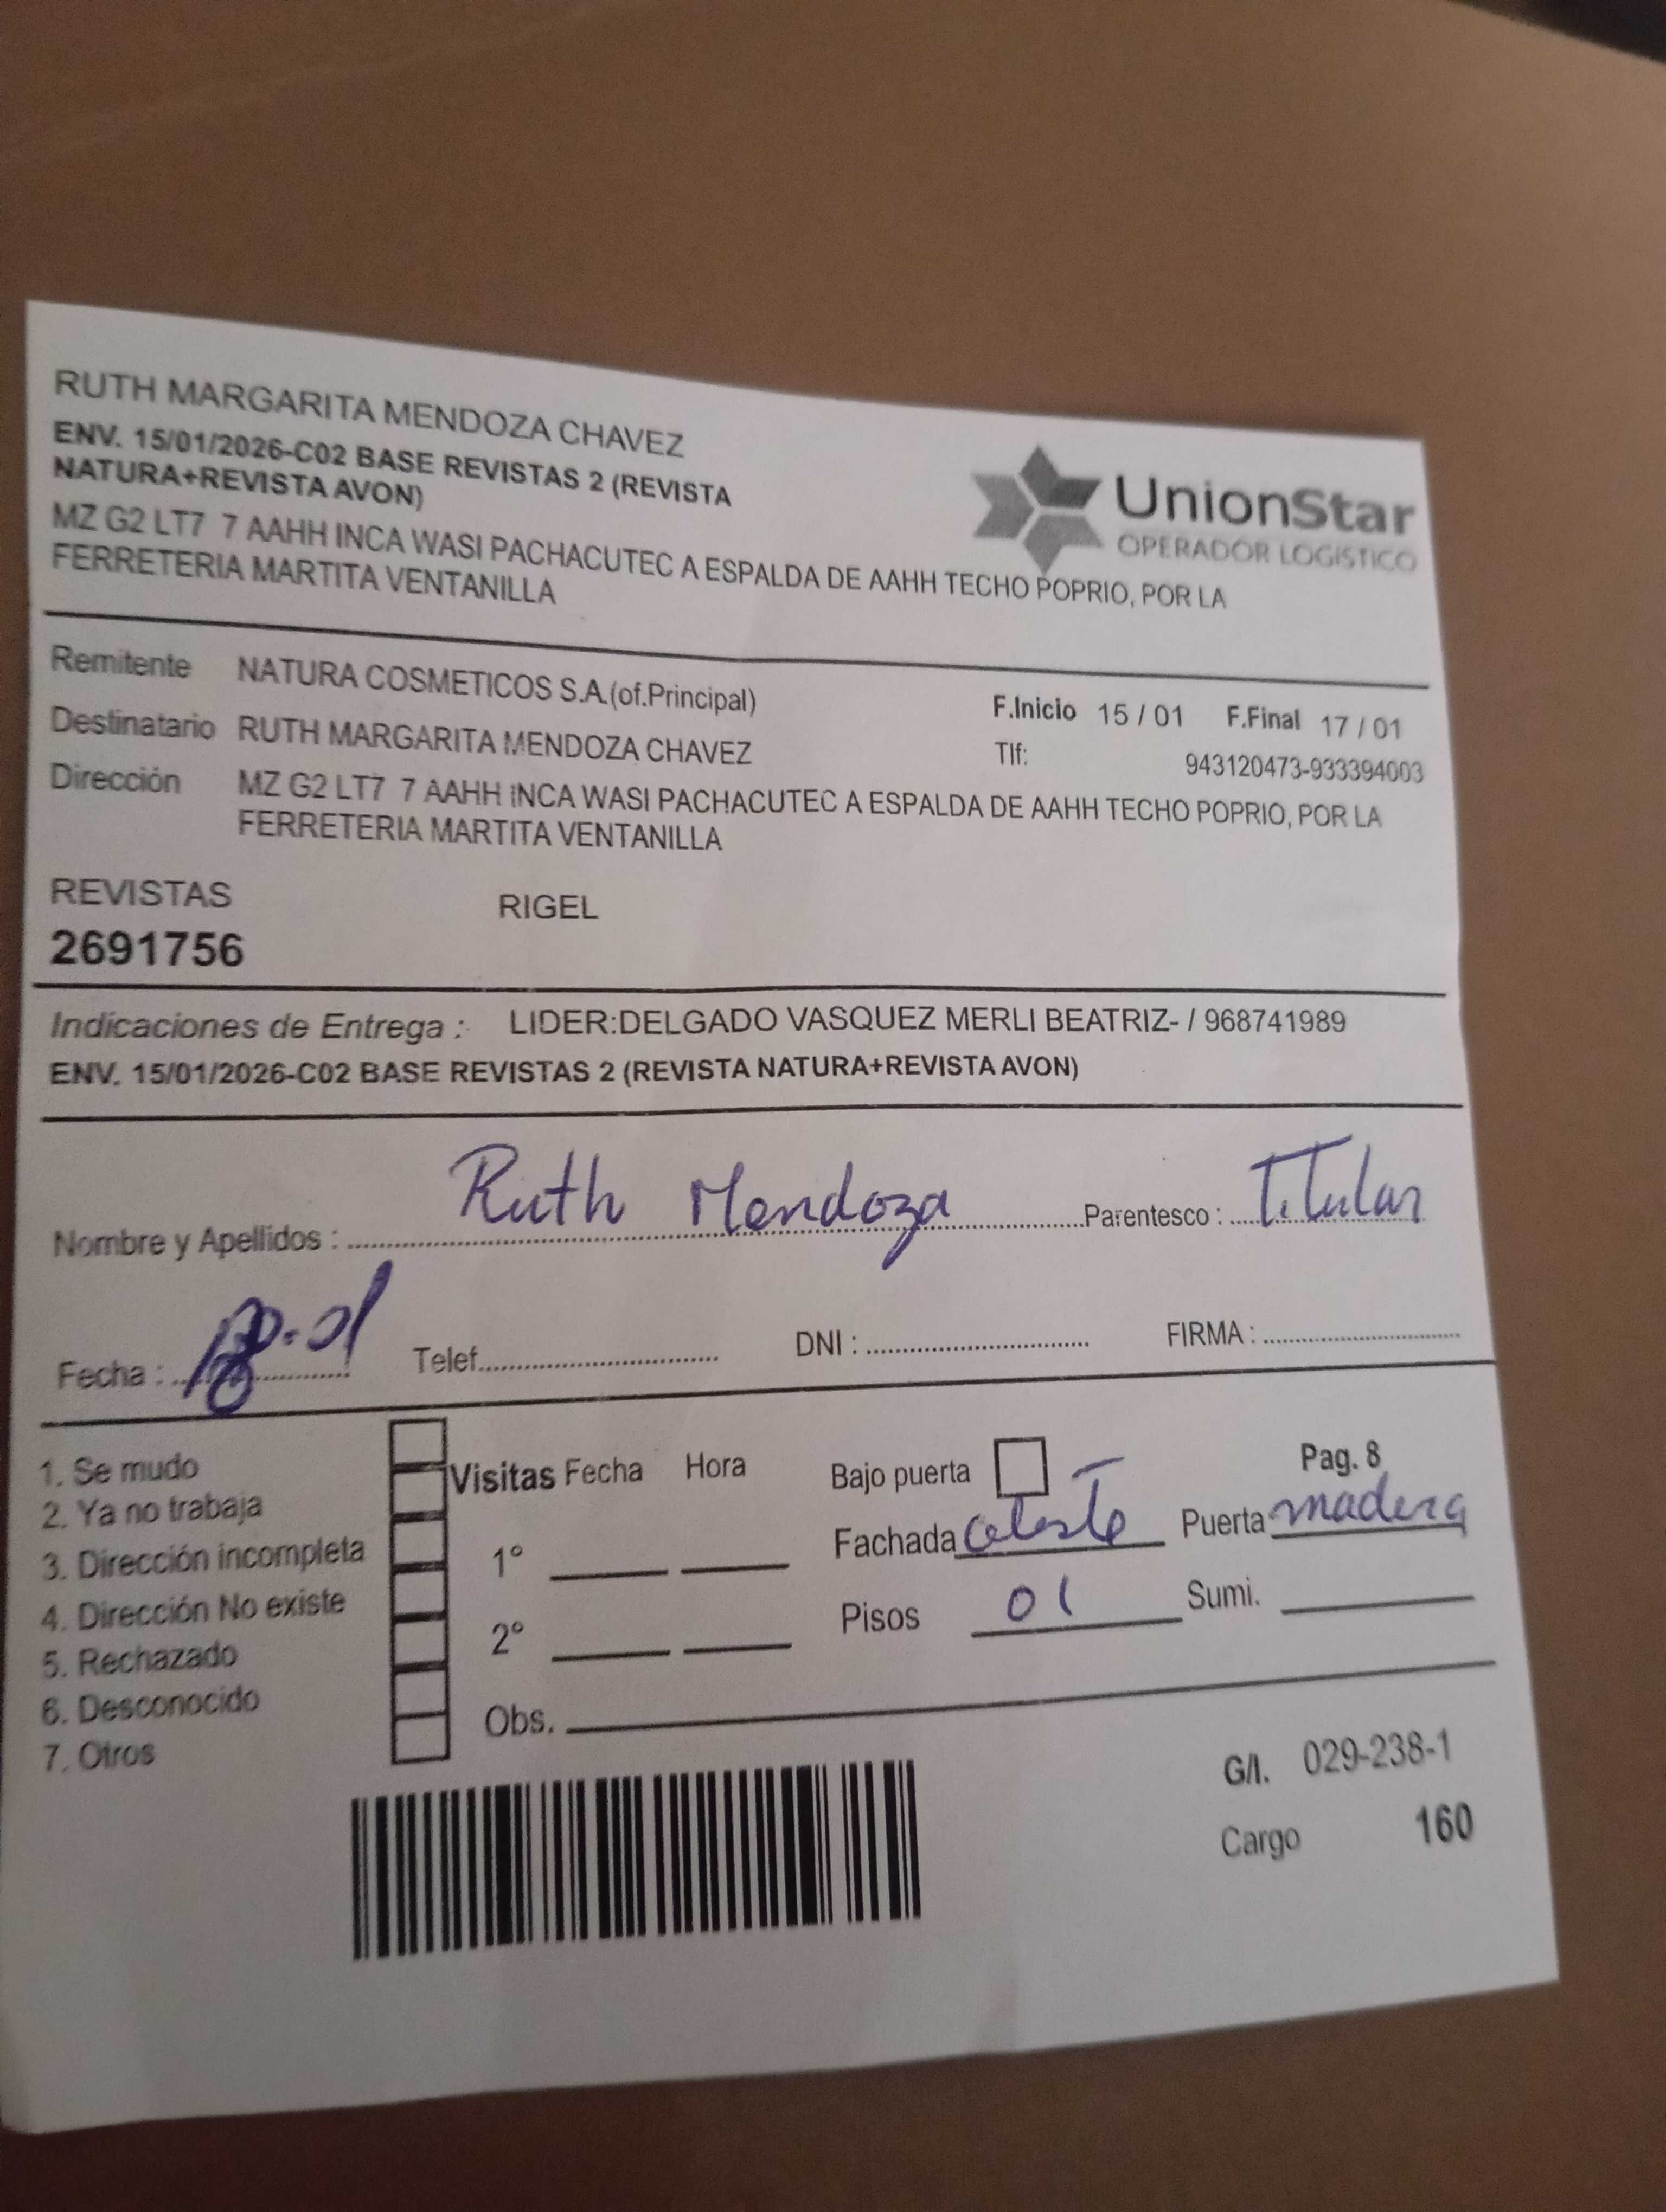 RUTH MARGARITA MENDOZA CHAVEZ
ENV. 15/01/2026-C02 BASE REVISTAS 2 (REVISTA
NATURA+REVISTA AVON)
MZ G2 LT7 7 AAHH INCA WASI PACHACUTEC A ESPALDA DE AAHH TECHO POPRIO, POR LA
FERRETERIA MARTITA VENTANILLA
UnionStar
OPERADOR LOGISTICO
Remitente NATURA COSMETICOS S.A.(of.Principal)
F.Inicio 15 / 01 F.Final 17 / 01
Destinatario RUTH MARGARITA MENDOZA CHAVEZ
Tlf: 943120473-933394003
Dirección MZ G2 LT7 7 AAHH INCA WASI PACHACUTEC A ESPALDA DE AAHH TECHO POPRIO, POR LA
FERRETERIA MARTITA VENTANILLA
REVISTAS RIGEL
2691756
Indicaciones de Entrega : LIDER:DELGADO VASQUEZ MERLI BEATRIZ- / 968741989
ENV. 15/01/2026-C02 BASE REVISTAS 2 (REVISTA NATURA+REVISTA AVON)
Nombre y Apellidos : Ruth Mendoza Parentesco : Titular
Fecha : Telef. DNI : FIRMA :
1. Se mudo
2. Ya no trabaja
3. Dirección incompleta
4. Dirección No existe
5. Rechazado
6. Desconocido
7. Otros
Visitas Fecha Hora
1°
2°
Obs.
Bajo puerta Pag. 8
Fachada celeste Puerta madera
Pisos 01 Sumi.
G/I. 029-238-1
Cargo 160